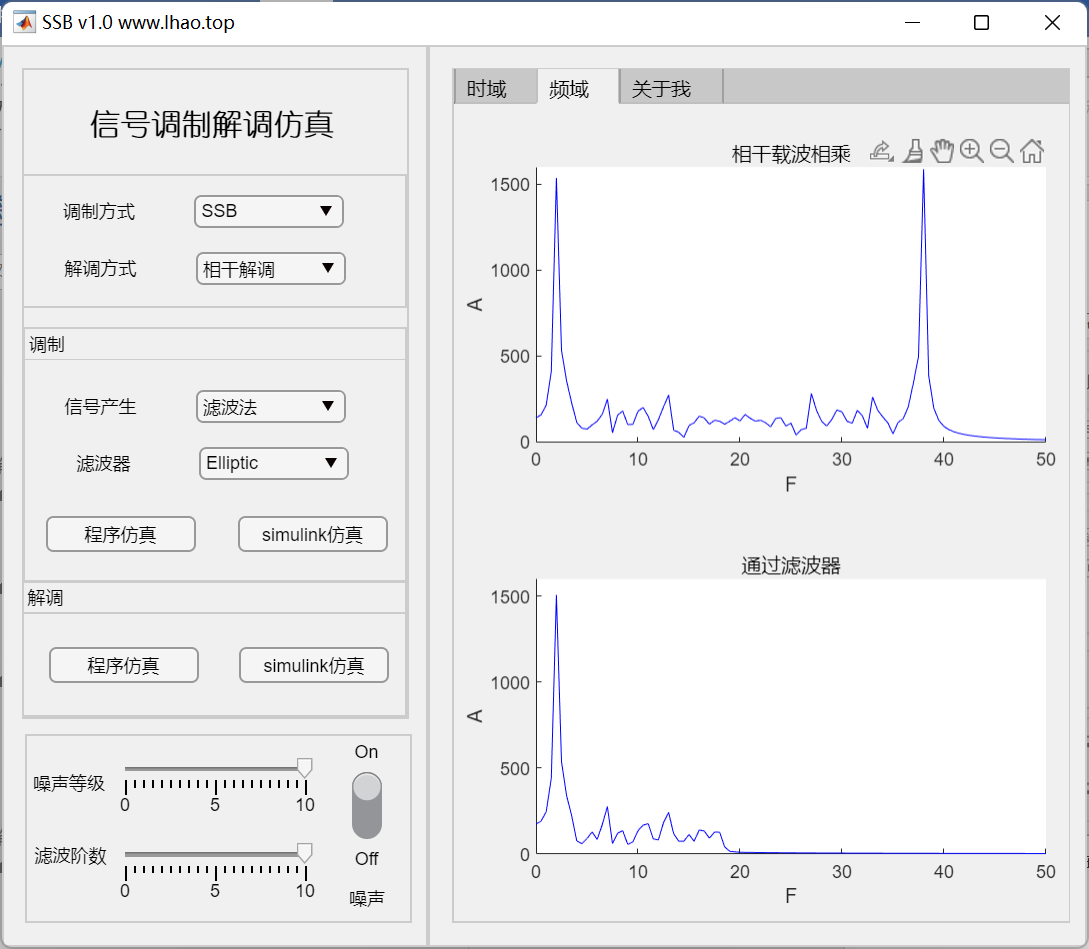 SSB v1.0 www.lhao.top
信号调制解调仿真
调制方式 SSB
解调方式 相干解调
调制
信号产生 滤波法
滤波器 Elliptic
程序仿真 simulink仿真
解调
程序仿真 simulink仿真
噪声等级
0 5 10
滤波阶数
0 5 10
On
Off
噪声
时域 频域 关于我
相干载波相乘
1500
1000
500
0
A
0 10 20 30 40 50
F
通过滤波器
1500
1000
500
0
A
0 10 20 30 40 50
F